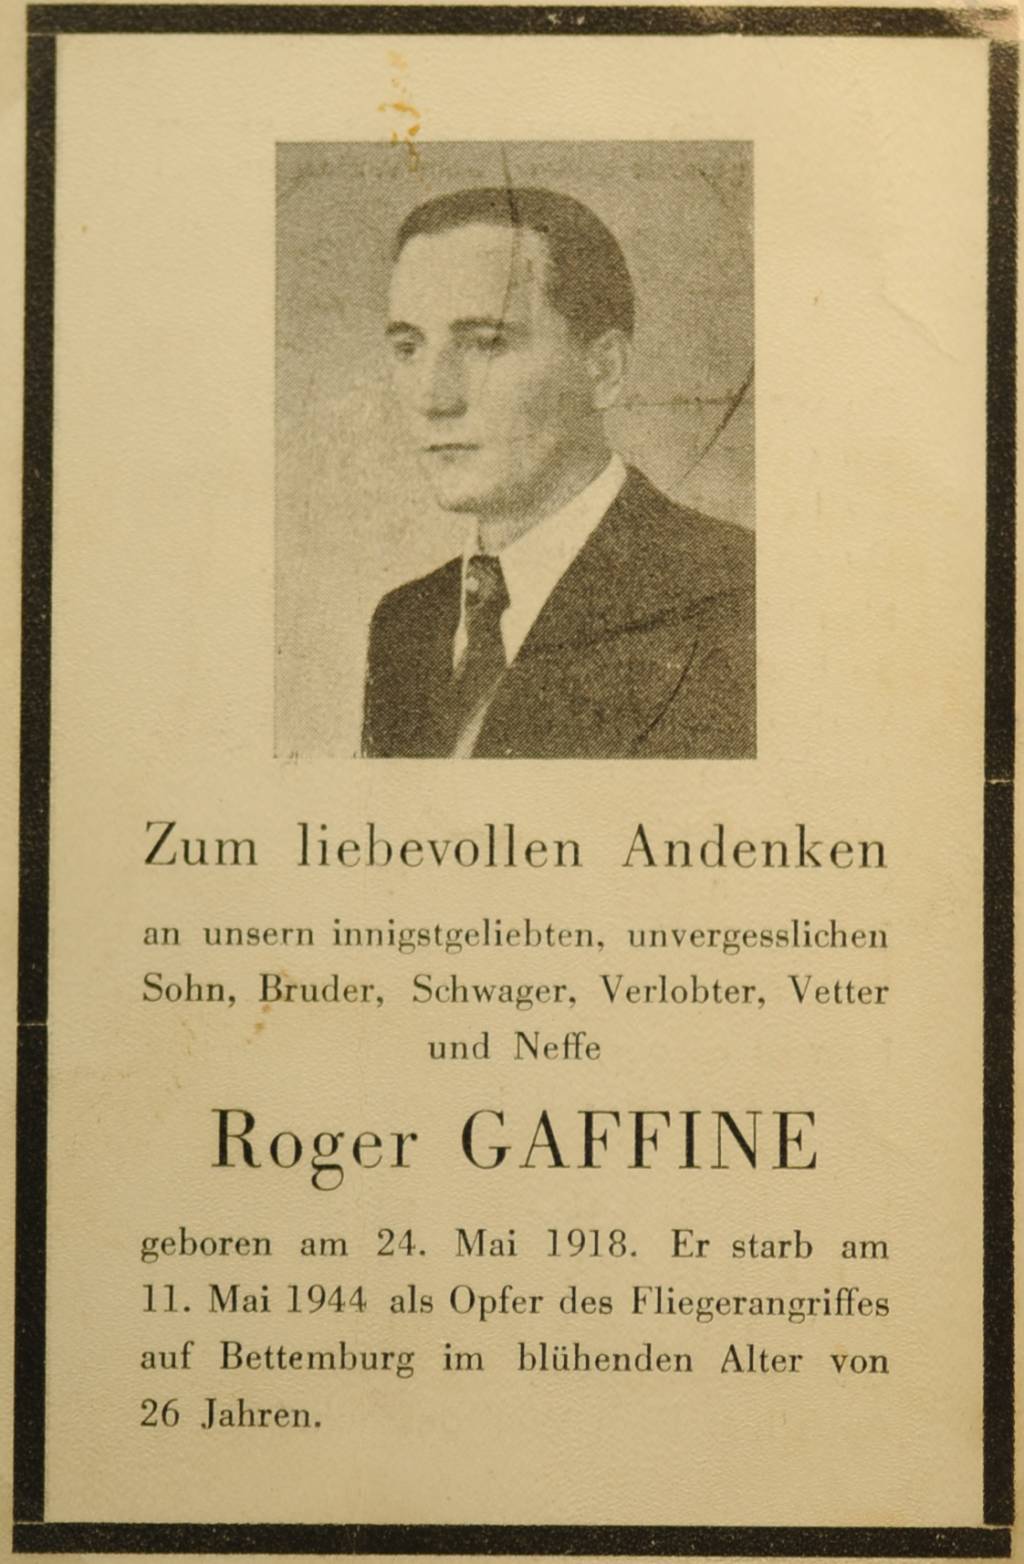 Zum liebevollen Andenken
an unsern innigstgeliebten, unvergesslichen
Sohn, Bruder, Schwager, Verlobter, Vetter
und Neffe
Roger GAFFINE
geboren am 24. Mai 1918. Er starb am
11. Mai 1944 als Opfer des Fliegerangriffes
auf Bettemburg im blühenden Alter von
26 Jahren.